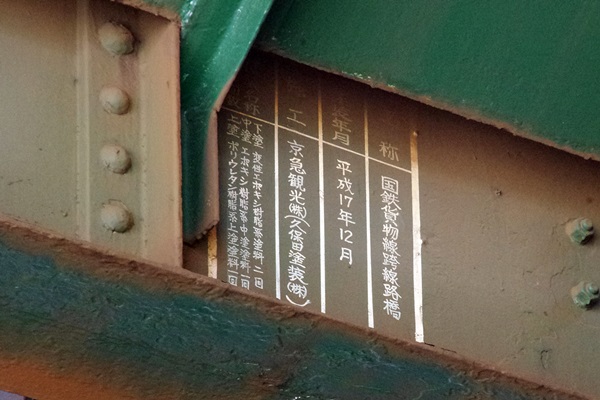 称
国鉄貨物線跨線路橋
年月
平成17年12月
工
京急観光㈱(久保田塗装㈱)
下塗 変性エポキシ樹脂系塗料二回
中塗 エポキシ樹脂系中塗塗料一回
上塗 ポリウレタン樹脂系上塗塗料一回